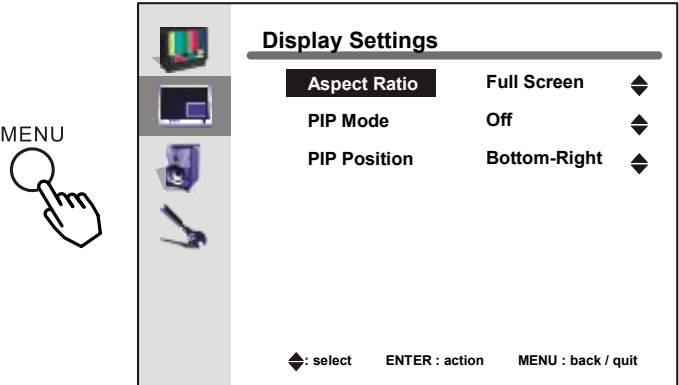 MENU
Display Settings
Aspect Ratio Full Screen
PIP Mode Off
PIP Position Bottom-Right
: select ENTER : action MENU : back / quit